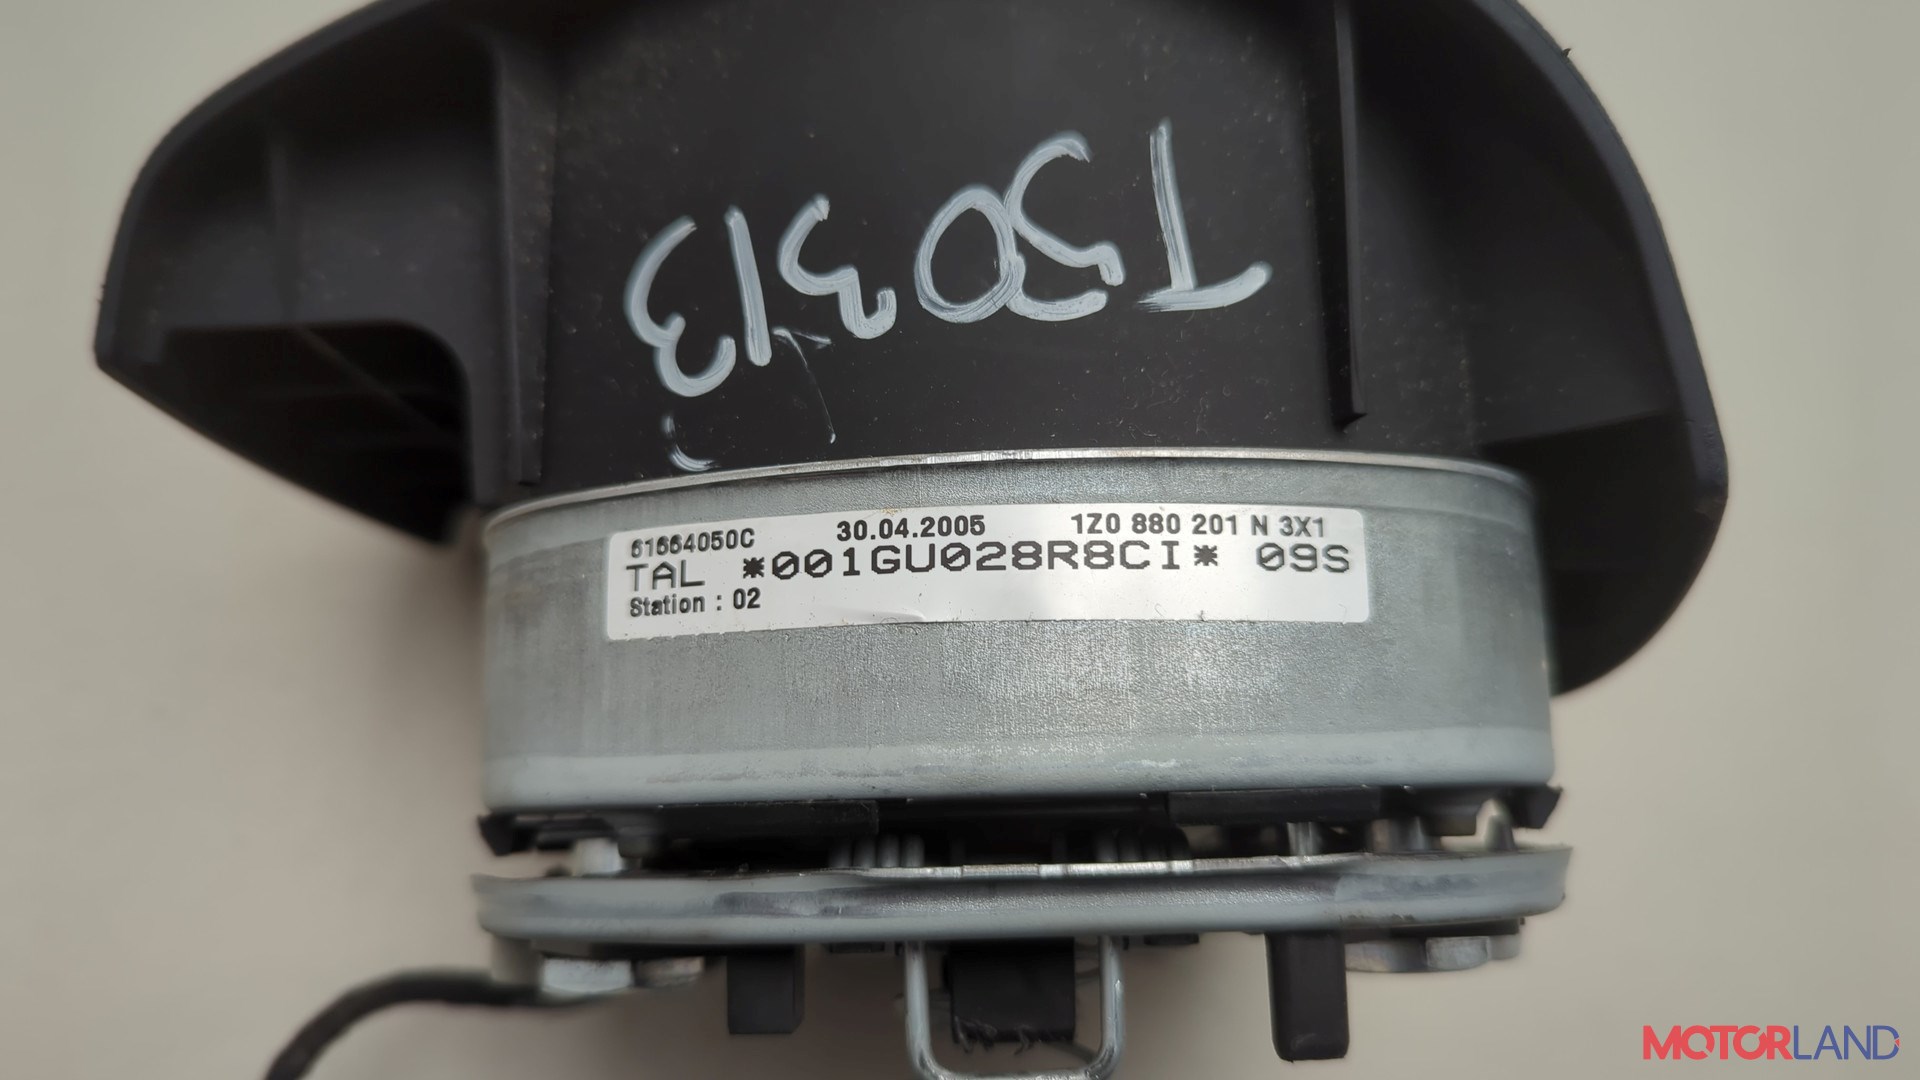 T30313
61664050C 30.04.2005 1Z0 880 201 N 3X1
TAL *001GU028R8CI* 09S
Station : 02
MOTORLAND